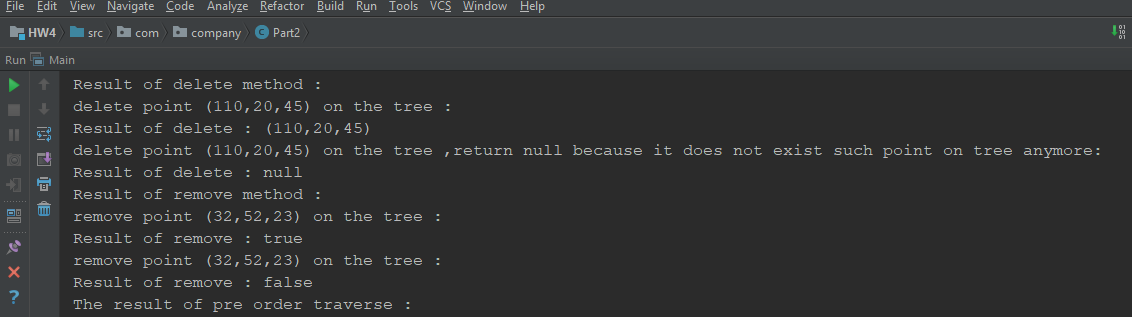 File Edit View Navigate Code Analyze Refactor Build Run Tools VCS Window Help
HW4 src com company Part2
Run Main
Result of delete method :
delete point (110,20,45) on the tree :
Result of delete : (110,20,45)
delete point (110,20,45) on the tree ,return null because it does not exist such point on tree anymore:
Result of delete : null
Result of remove method :
remove point (32,52,23) on the tree :
Result of remove : true
remove point (32,52,23) on the tree :
Result of remove : false
The result of pre order traverse :